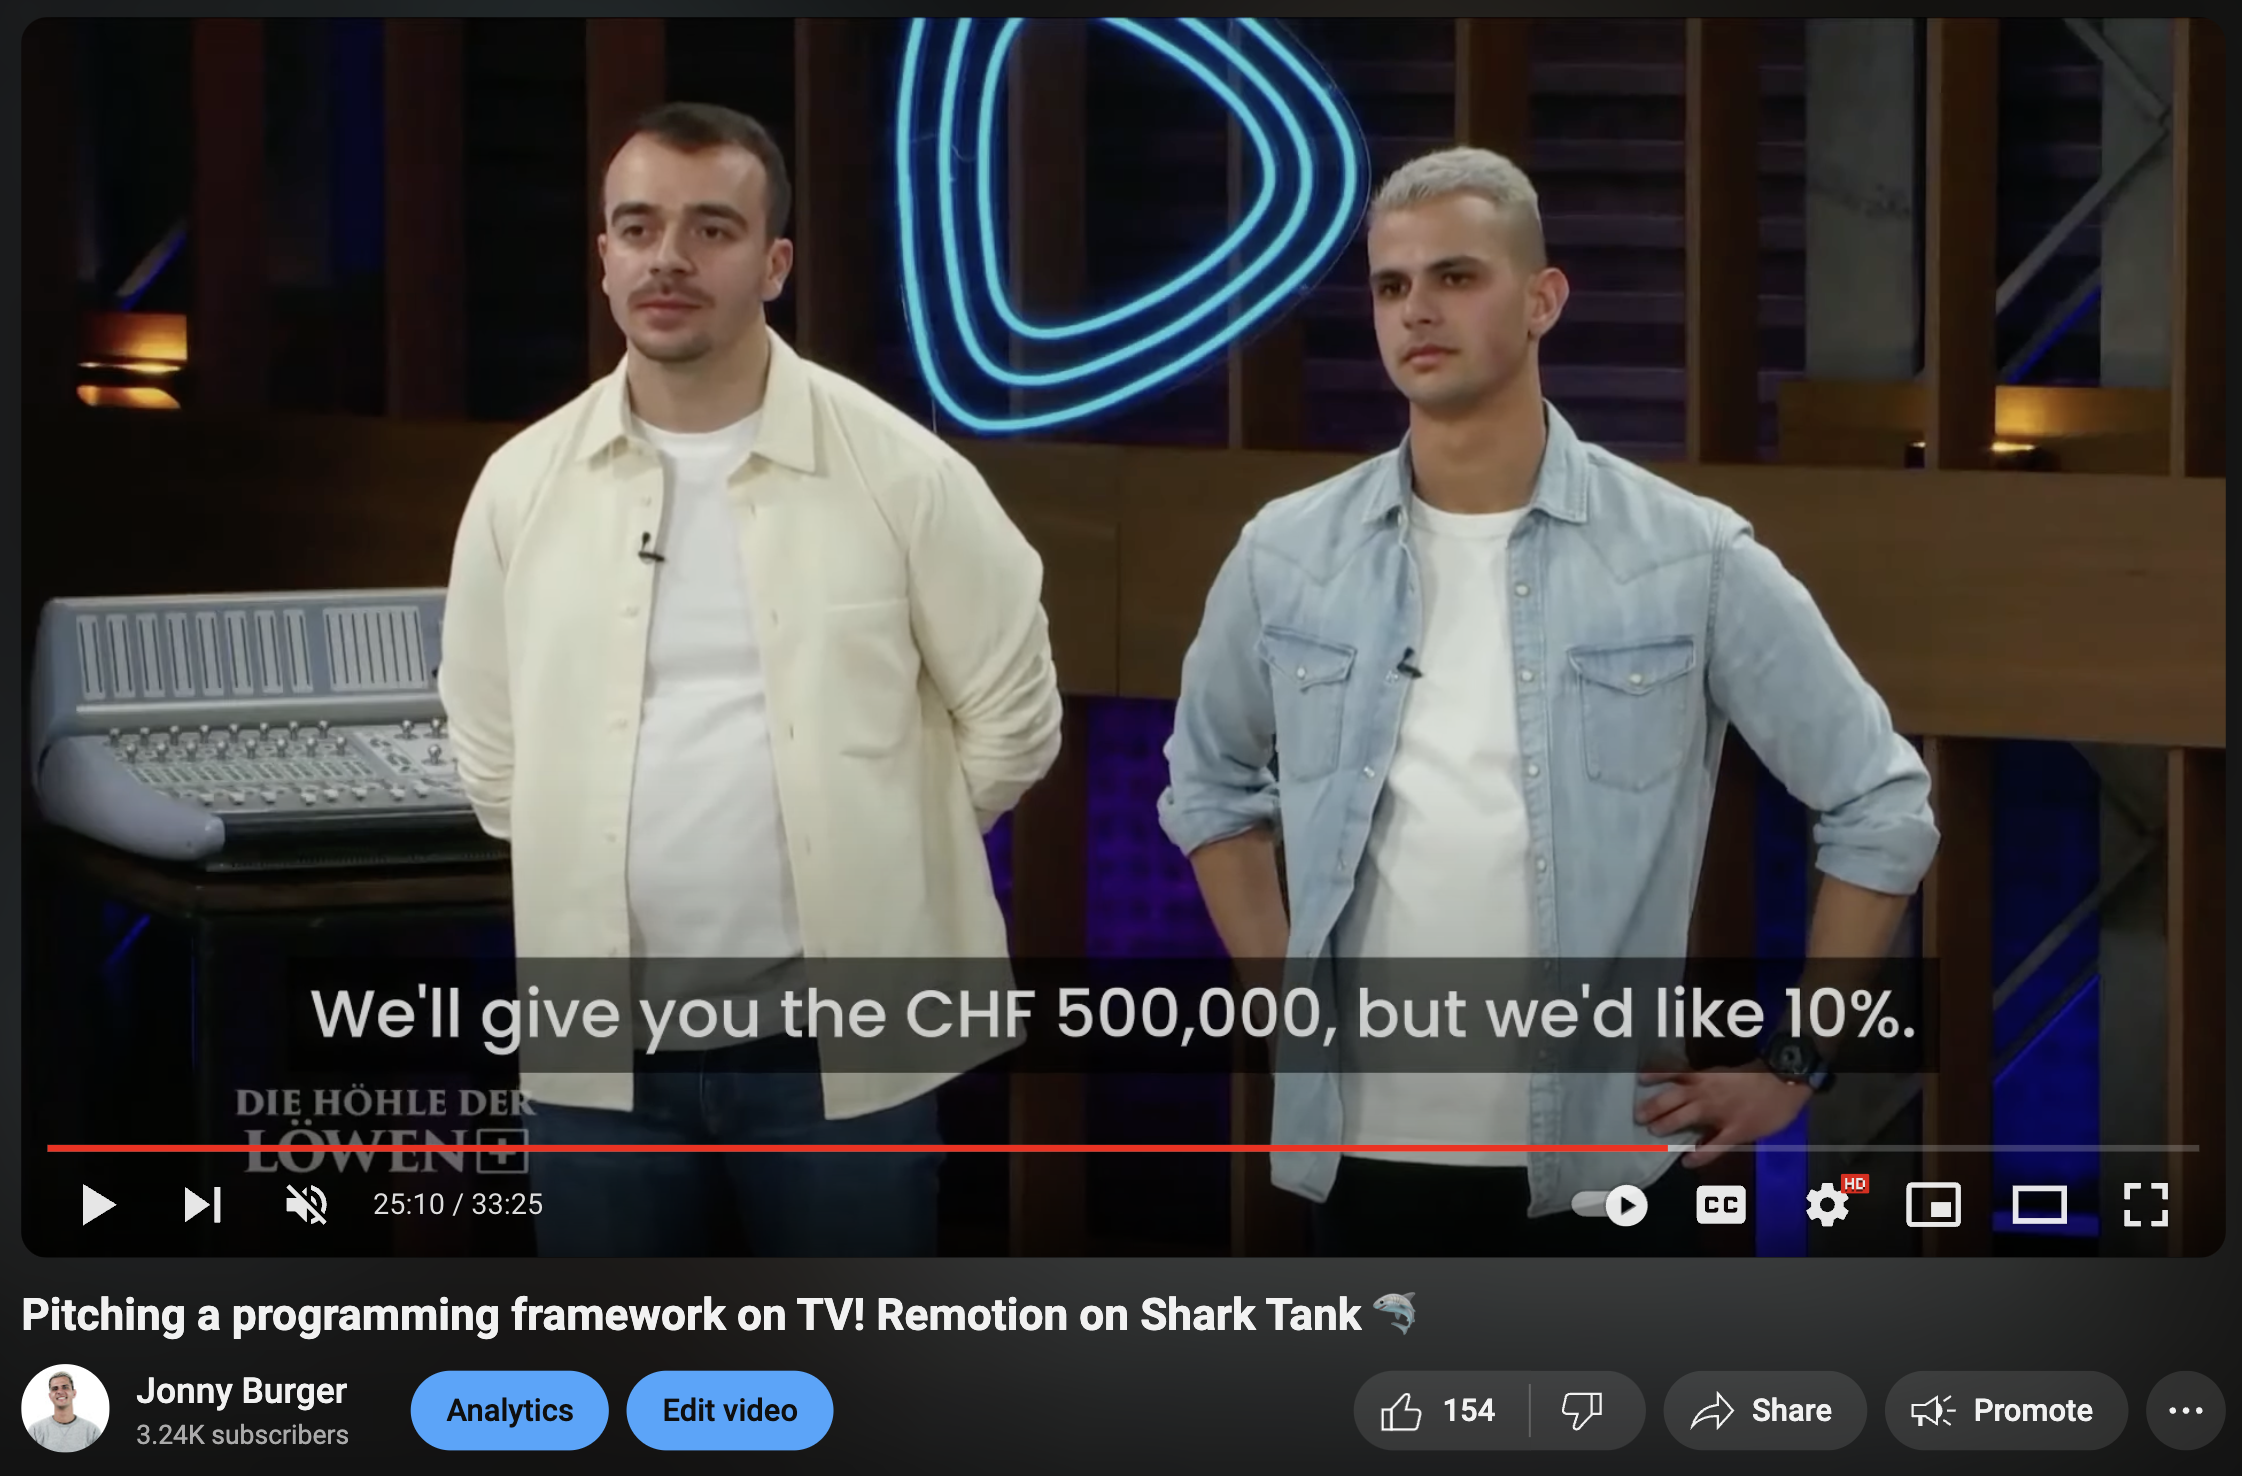 We'll give you the CHF 500,000, but we'd like 10%.
DIE HÖHLE DER
LÖWEN+
25:10 / 33:25
CC
HD
Pitching a programming framework on TV! Remotion on Shark Tank
Jonny Burger
3.24K subscribers
Analytics
Edit video
154
Share
Promote